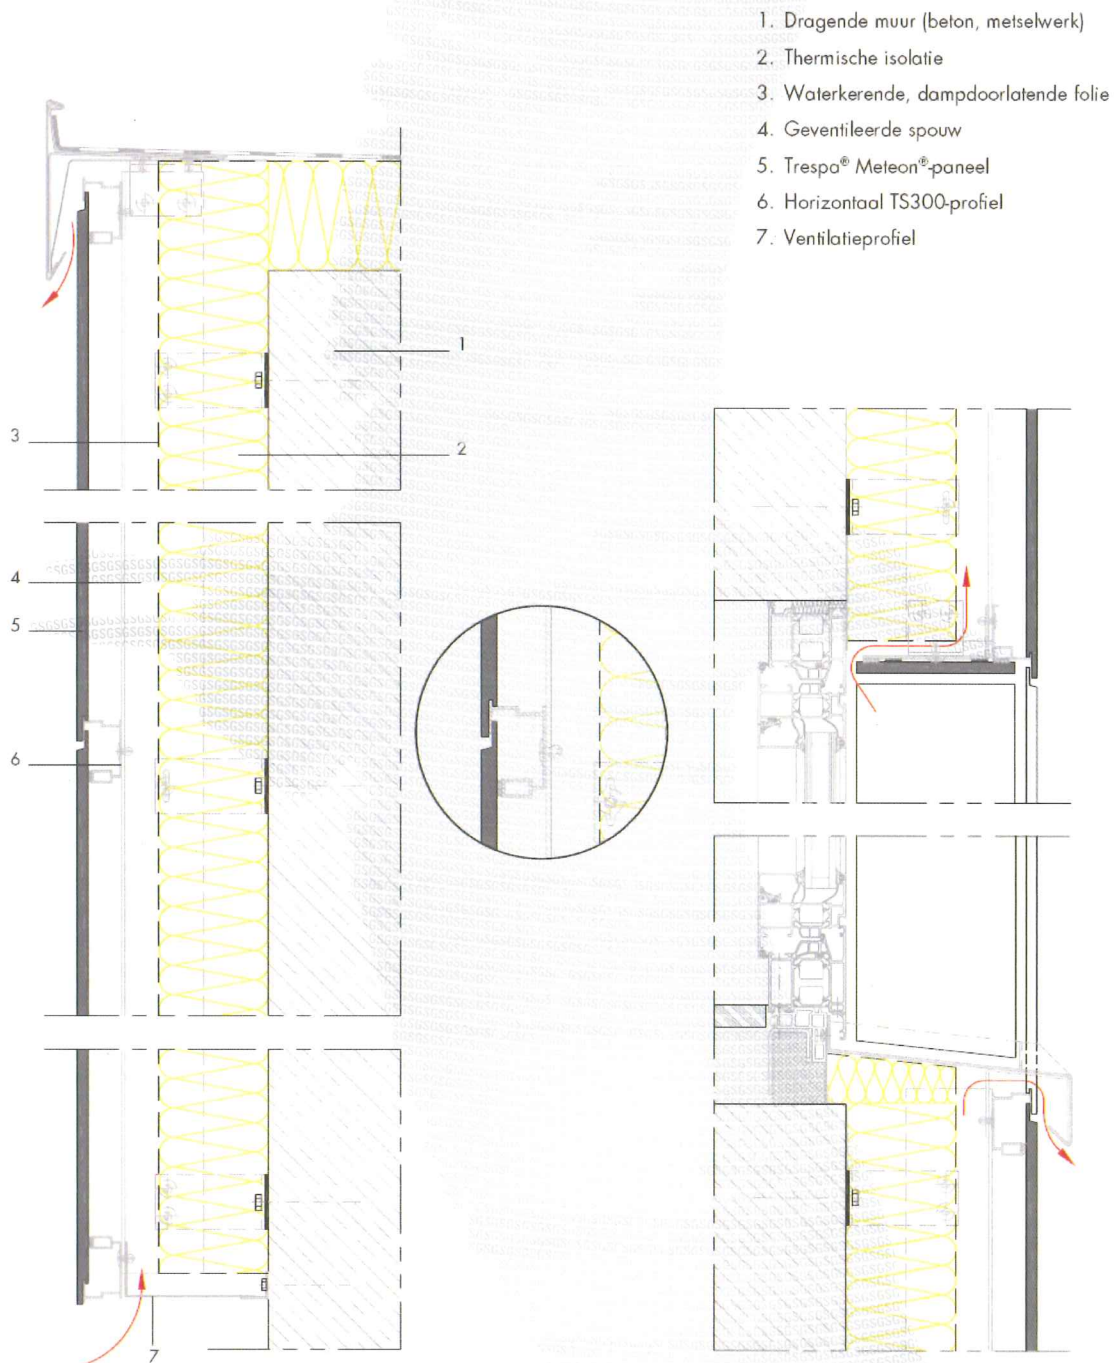 1. Dragende muur (beton, metselwerk)
2. Thermische isolatie
3. Waterkerende, dampdoorlatende folie
4. Geventileerde spouw
5. Trespa® Meteon®-paneel
6. Horizontaal TS300-profiel
7. Ventilatieprofiel
1
3
2
4
5
6
7